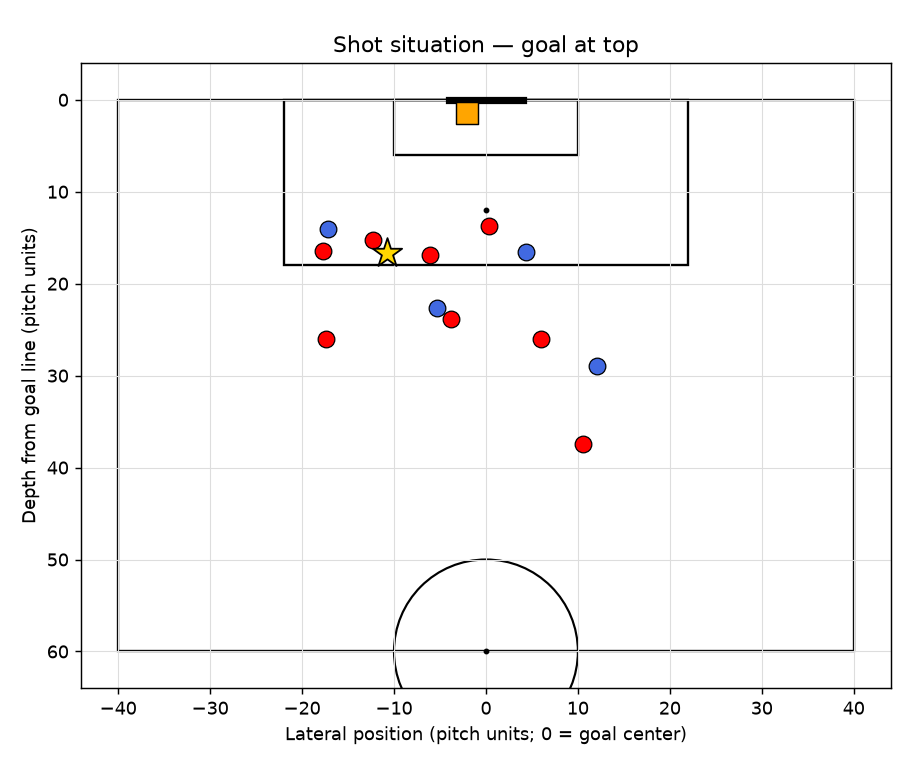 Shot situation — goal at top
0
10
20
30
40
50
60
Depth from goal line (pitch units)
−40 −30 −20 −10 0 10 20 30 40
Lateral position (pitch units; 0 = goal center)